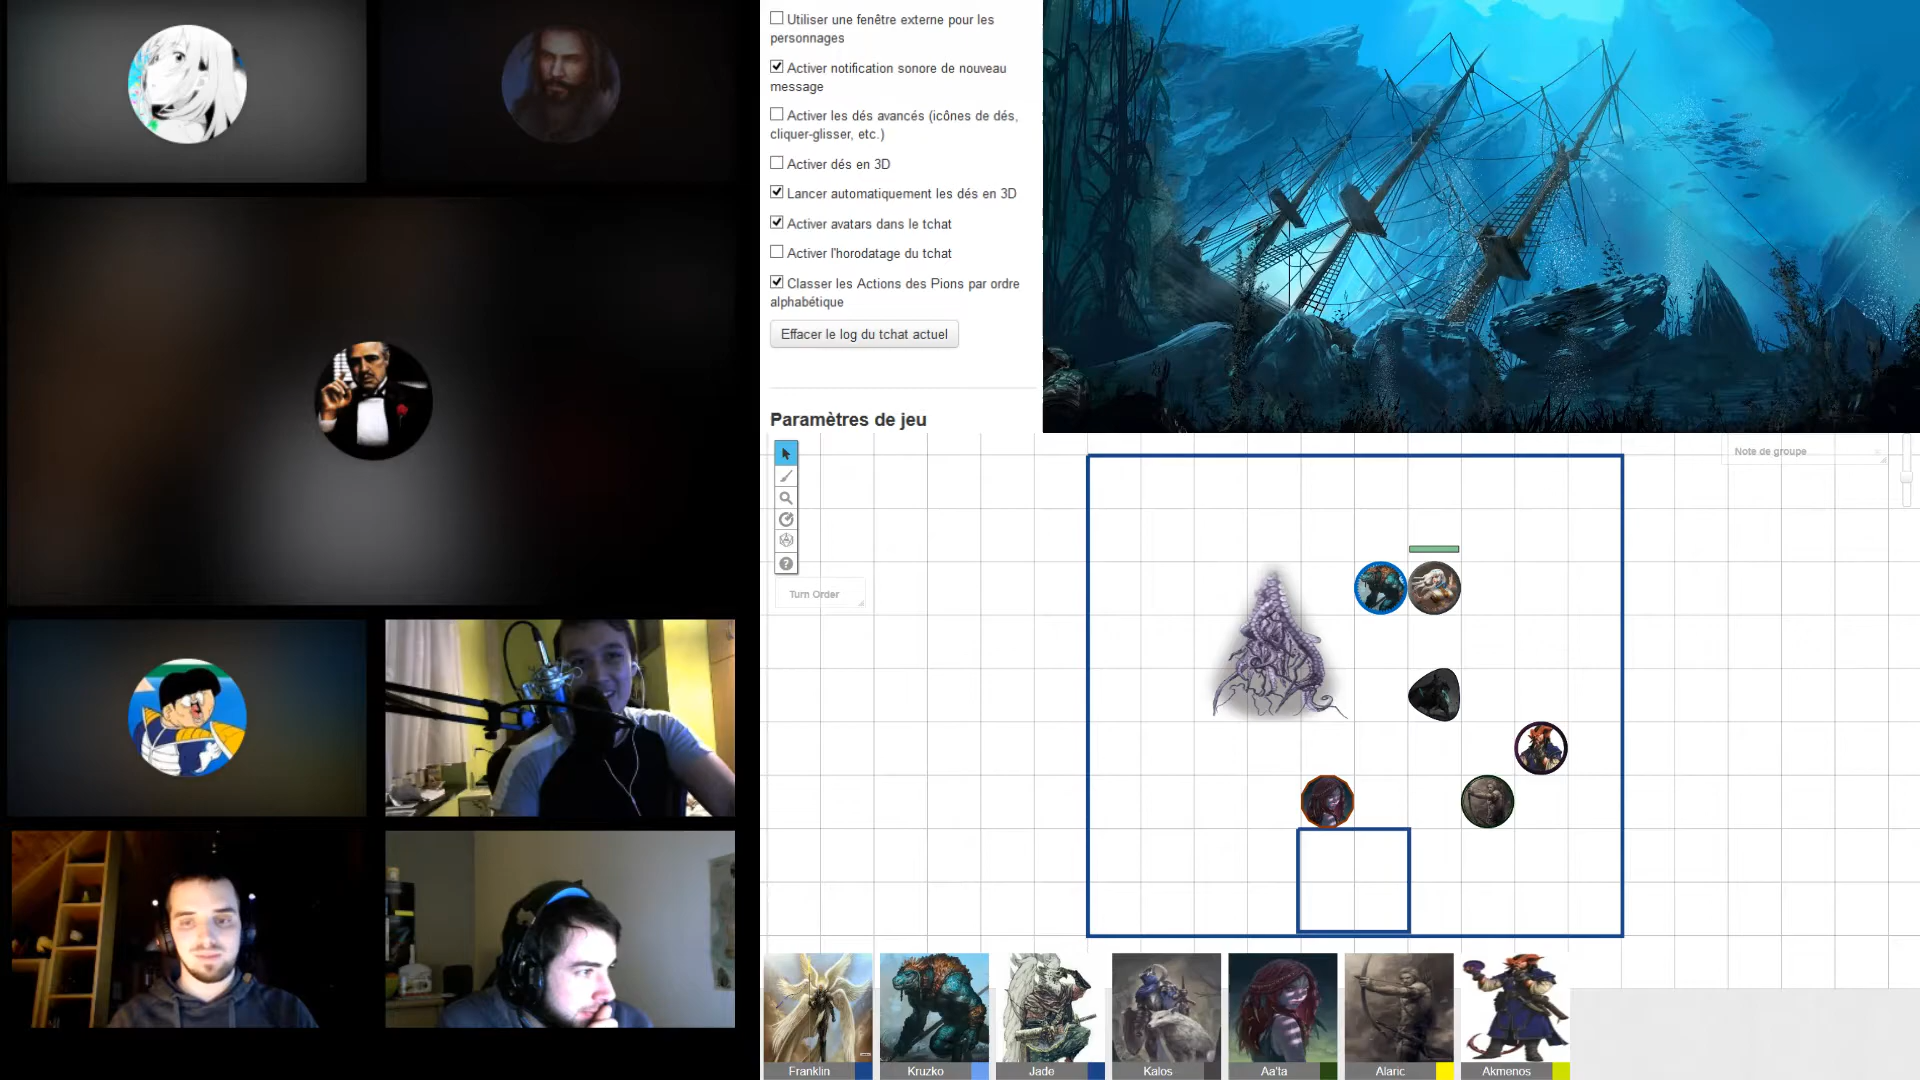 Utiliser une fenêtre externe pour les
personnages
Activer notification sonore de nouveau
message
Activer les dés avancés (icônes de dés,
cliquer-glisser, etc.)
Activer dés en 3D
Lancer automatiquement les dés en 3D
Activer avatars dans le tchat
Activer l'horodatage du tchat
Classer les Actions des Pions par ordre
alphabétique
Effacer le log du tchat actuel
Paramètres de jeu
Note de groupe
Turn Order
Franklin
Kruzko
Jade
Kalos
Aa'ta
Alaric
Akmenos